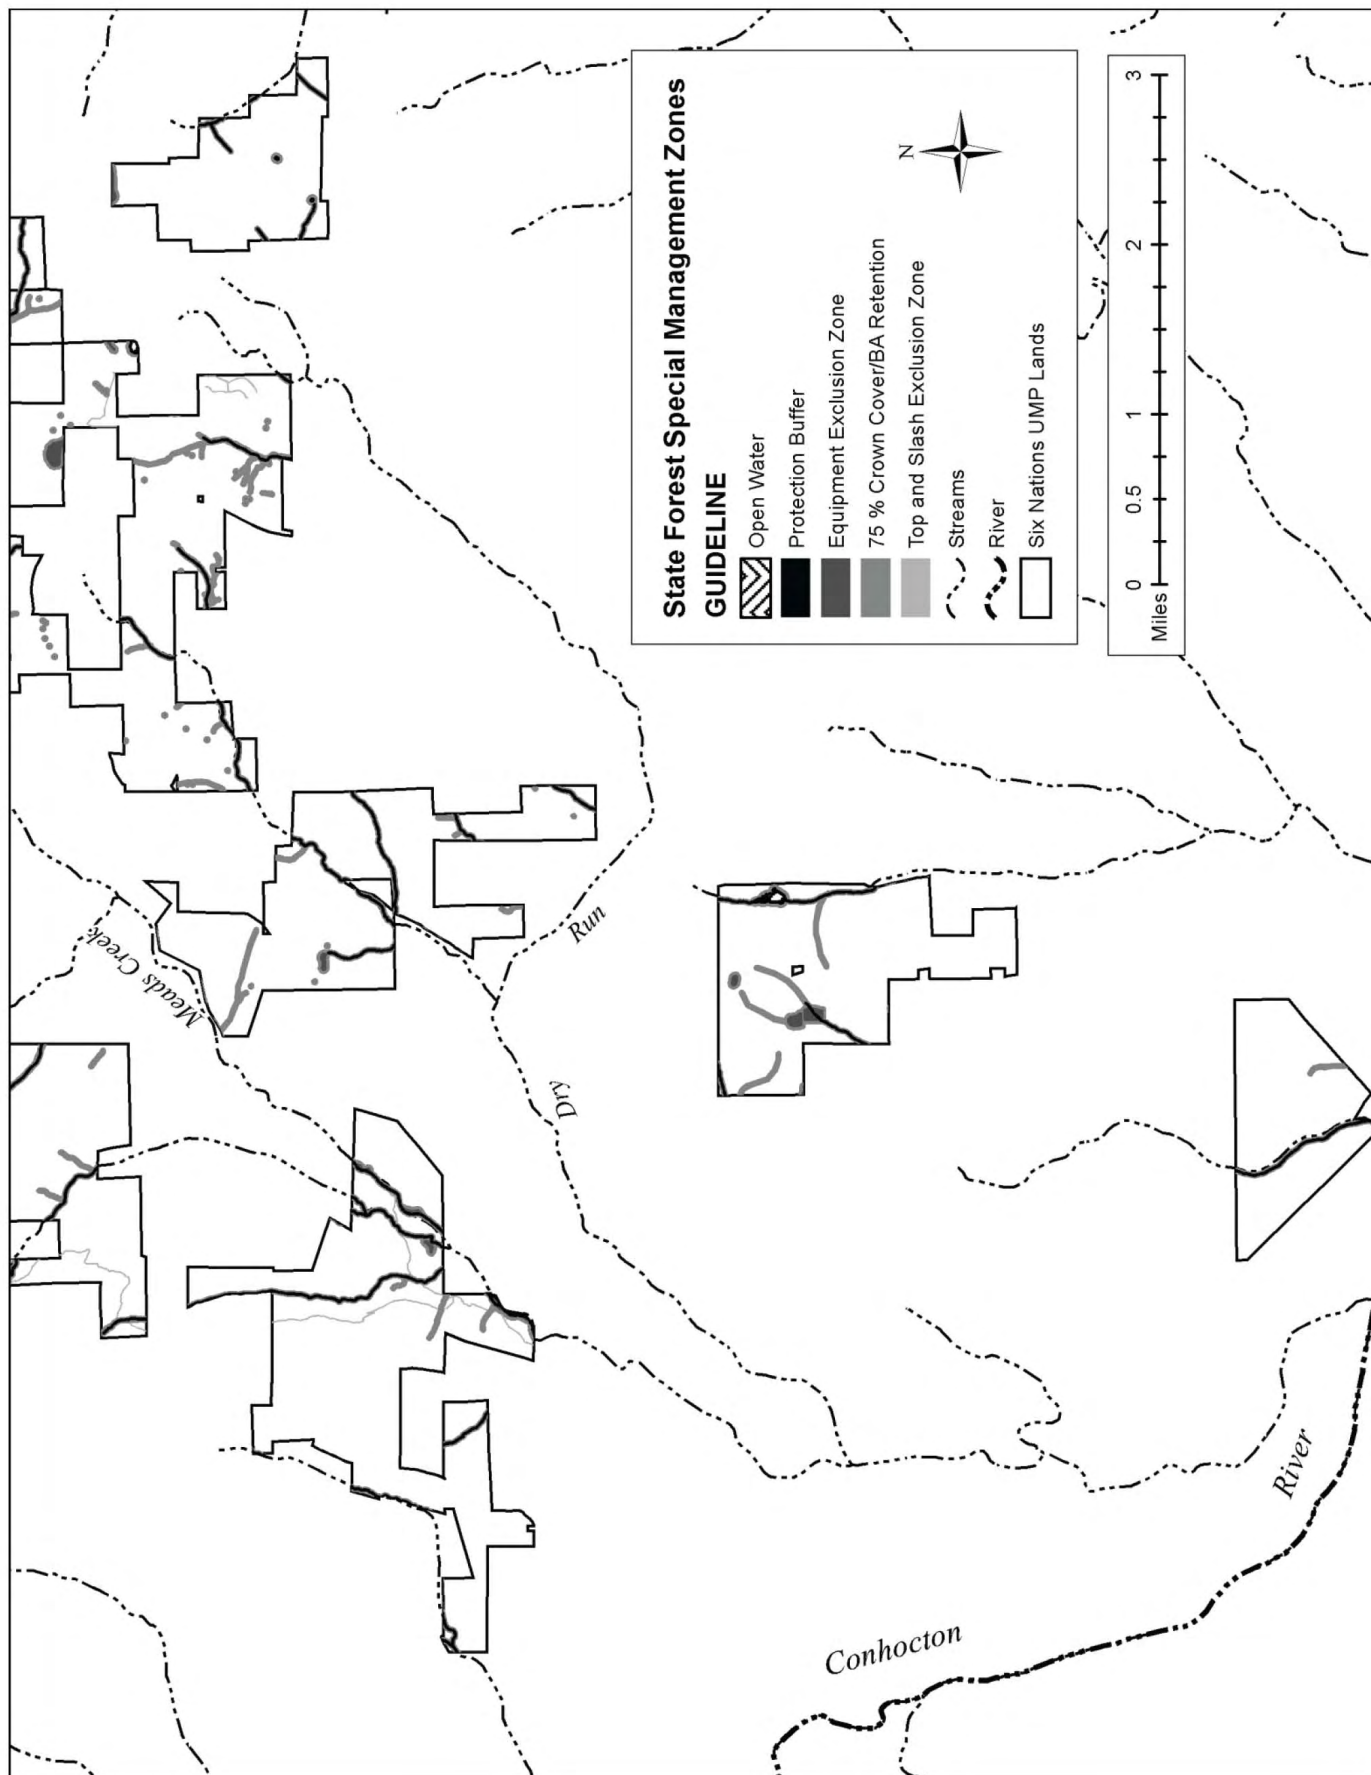 State Forest Special Management Zones
GUIDELINE
Open Water
Protection Buffer
Equipment Exclusion Zone
75 % Crown Cover/BA Retention
Top and Slash Exclusion Zone
Streams
River
Six Nations UMP Lands
N
0 0.5 1 2 3
Miles
Meads Creek
Dry
Run
Conhocton
River